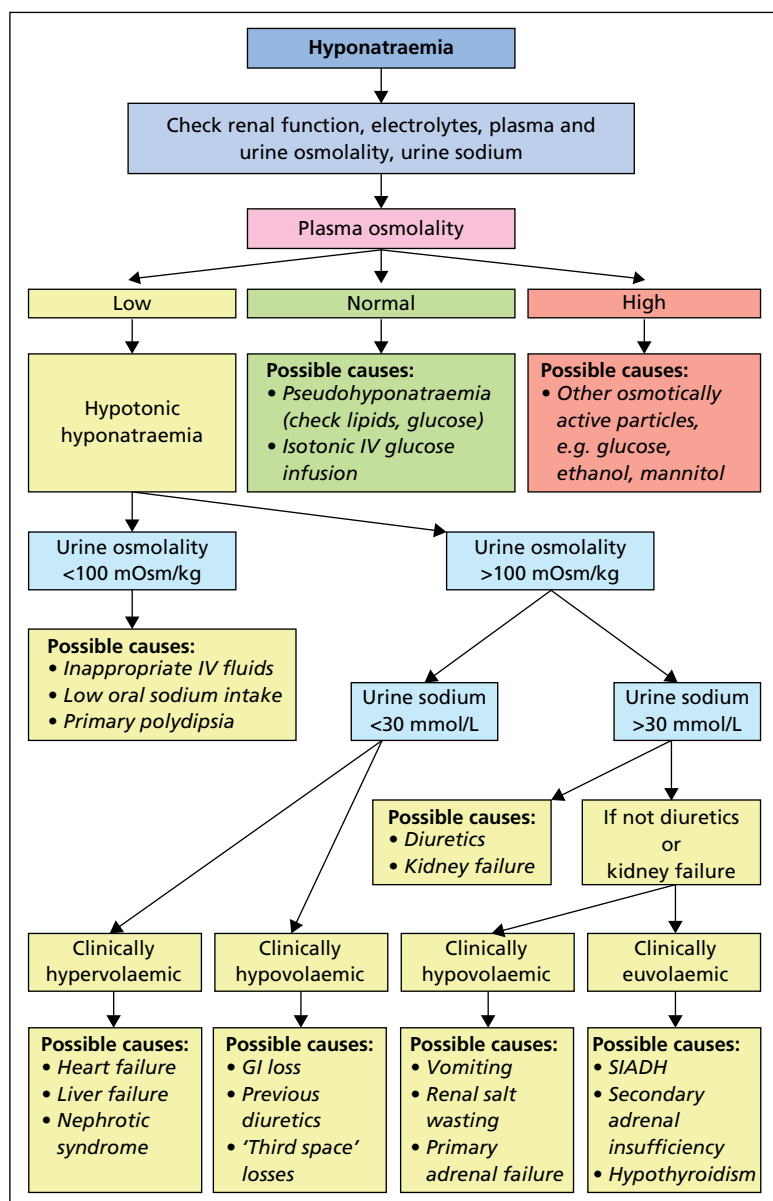 Hyponatraemia
Check renal function, electrolytes, plasma and
urine osmolality, urine sodium
Plasma osmolality
Low
Normal
High
Hypotonic
hyponatraemia
Possible causes:
• Pseudohyponatraemia
(check lipids, glucose)
• Isotonic IV glucose
infusion
Possible causes:
• Other osmotically
active particles,
e.g. glucose,
ethanol, mannitol
Urine osmolality
<100 mOsm/kg
Urine osmolality
>100 mOsm/kg
Possible causes:
• Inappropriate IV fluids
• Low oral sodium intake
• Primary polydipsia
Urine sodium
<30 mmol/L
Urine sodium
>30 mmol/L
Possible causes:
• Diuretics
• Kidney failure
If not diuretics
or
kidney failure
Clinically
hypervolaemic
Clinically
hypovolaemic
Clinically
hypovolaemic
Clinically
euvolaemic
Possible causes:
• Heart failure
• Liver failure
• Nephrotic
syndrome
Possible causes:
• GI loss
• Previous
diuretics
• ‘Third space’
losses
Possible causes:
• Vomiting
• Renal salt
wasting
• Primary
adrenal failure
Possible causes:
• SIADH
• Secondary
adrenal
insufficiency
• Hypothyroidism